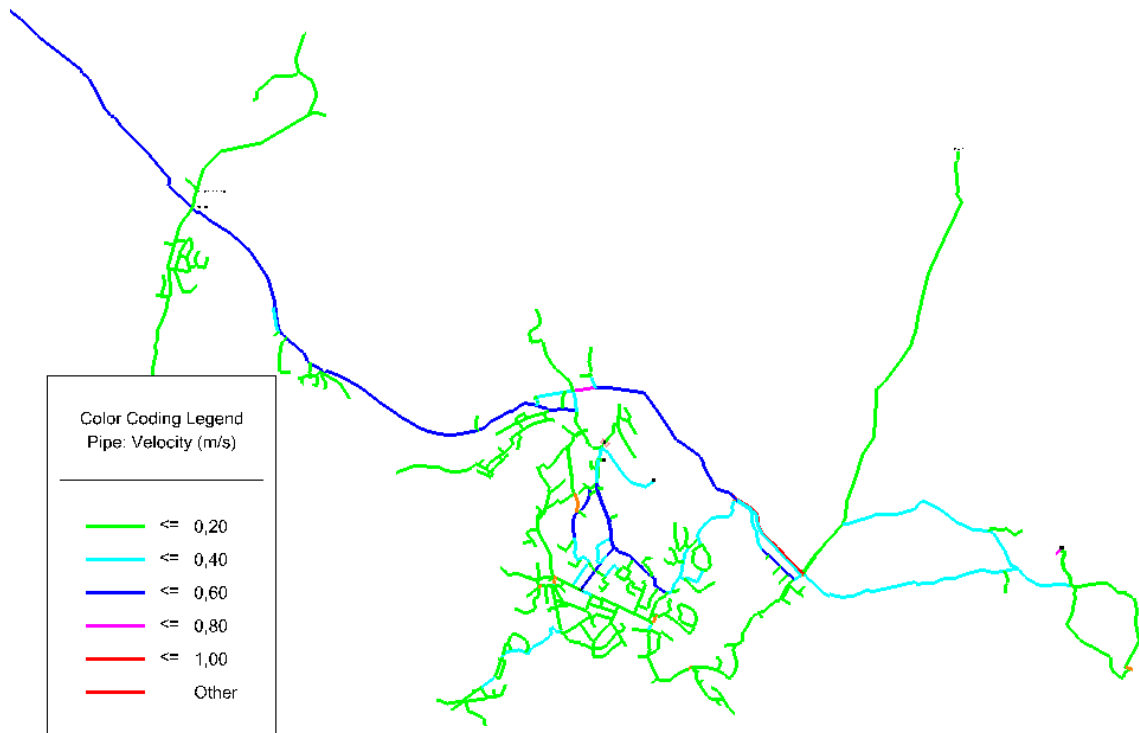 Color Coding Legend
Pipe: Velocity (m/s)
<= 0,20
<= 0,40
<= 0,60
<= 0,80
<= 1,00
Other